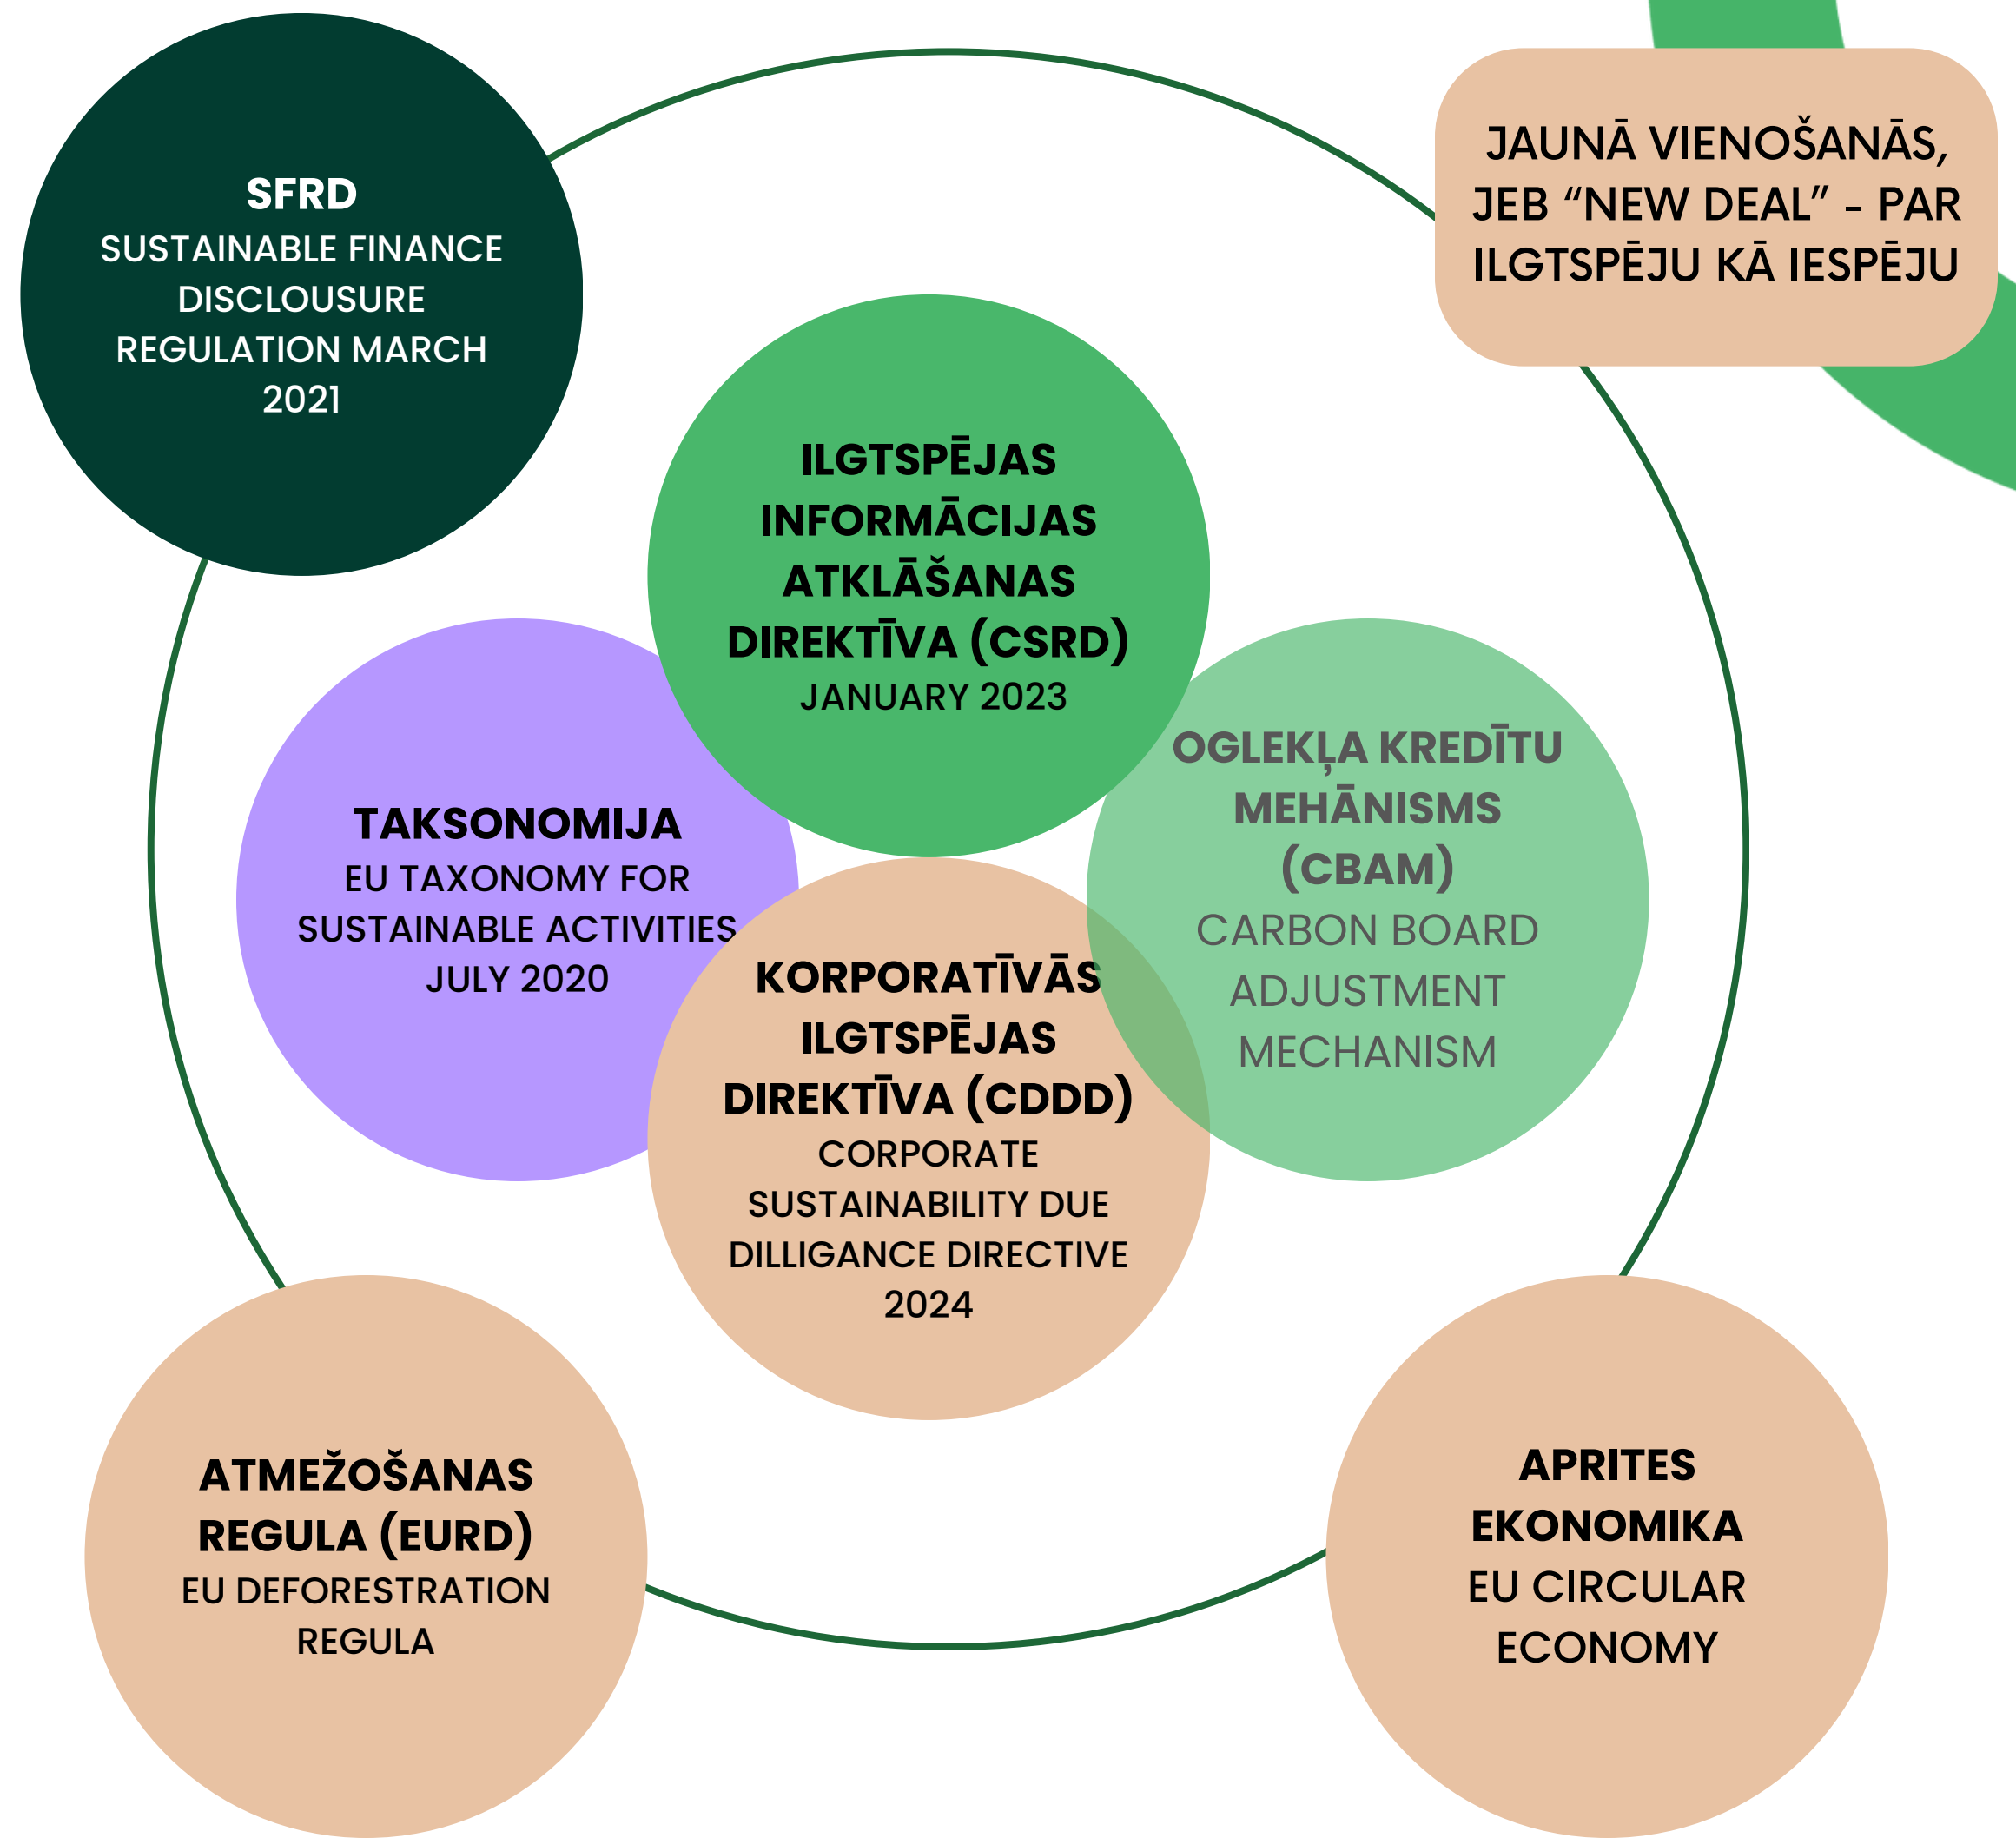 SFRD
SUSTAINABLE FINANCE
DISCLOUSURE
REGULATION MARCH
2021
JAUNĀ VIENOŠANĀS,
JEB “NEW DEAL” - PAR
ILGTSPĒJU KĀ IESPĒJU
ILGTSPĒJAS
INFORMĀCIJAS
ATKLĀŠANAS
DIREKTĪVA (CSRD)
JANUARY 2023
TAKSONOMIJA
EU TAXONOMY FOR
SUSTAINABLE ACTIVITIES
JULY 2020
OGLEKĻA KREDĪTU
MEHĀNISMS
(CBAM)
CARBON BOARD
ADJUSTMENT
MECHANISM
KORPORATĪVĀS
ILGTSPĒJAS
DIREKTĪVA (CDDD)
CORPORATE
SUSTAINABILITY DUE
DILLIGANCE DIRECTIVE
2024
ATMEŽOŠANAS
REGULA (EURD)
EU DEFORESTRATION
REGULA
APRITES
EKONOMIKA
EU CIRCULAR
ECONOMY